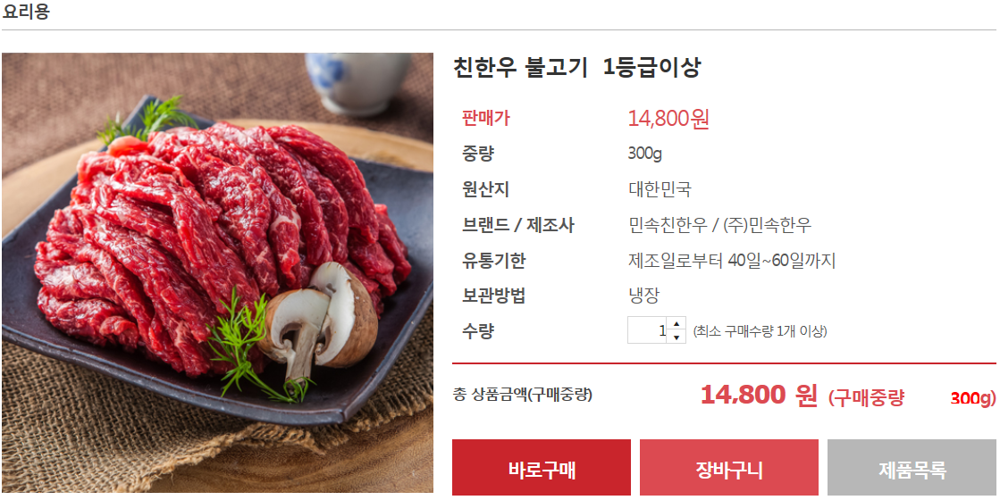 요리용
친한우 불고기 1등급이상
판매가 14,800원
중량 300g
원산지 대한민국
브랜드 / 제조사 민속친한우 / (주)민속한우
유통기한 제조일로부터 40일~60일까지
보관방법 냉장
수량 1 (최소 구매수량 1개 이상)
총 상품금액(구매중량) 14,800 원 (구매중량 300g)
바로구매 장바구니 제품목록